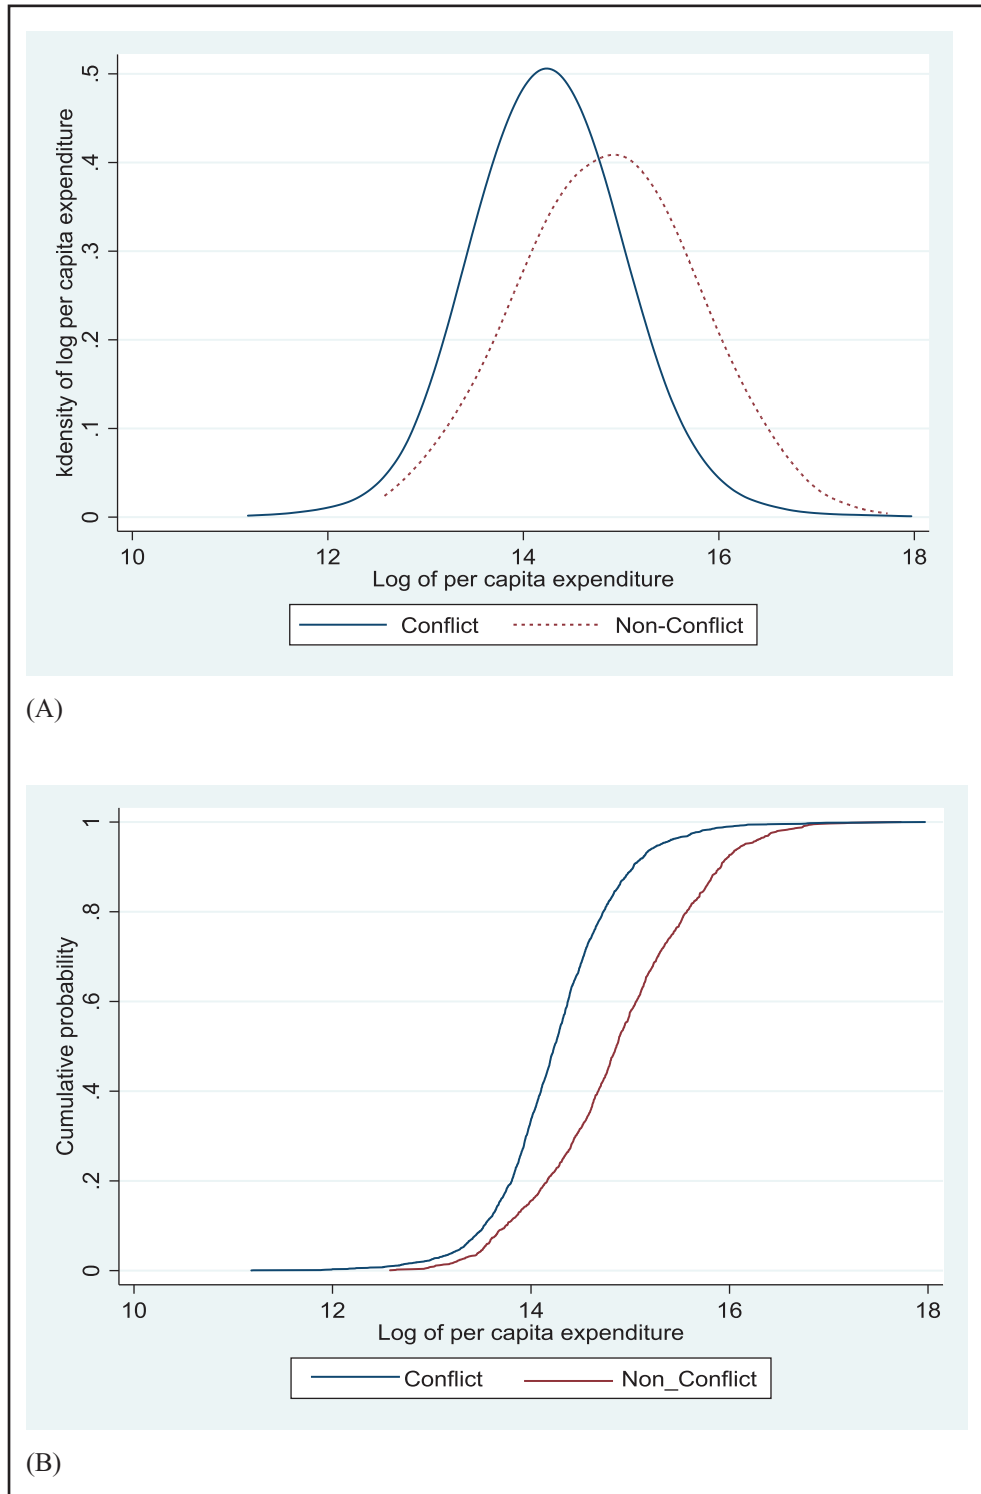 kdensity of log per capita expenditure
.5
.4
.3
.2
.1
0
10 12 14 16 18
Log of per capita expenditure
Conflict Non-Conflict
(A)
Cumulative probability
1
.8
.6
.4
.2
0
10 12 14 16 18
Log of per capita expenditure
Conflict Non_Conflict
(B)